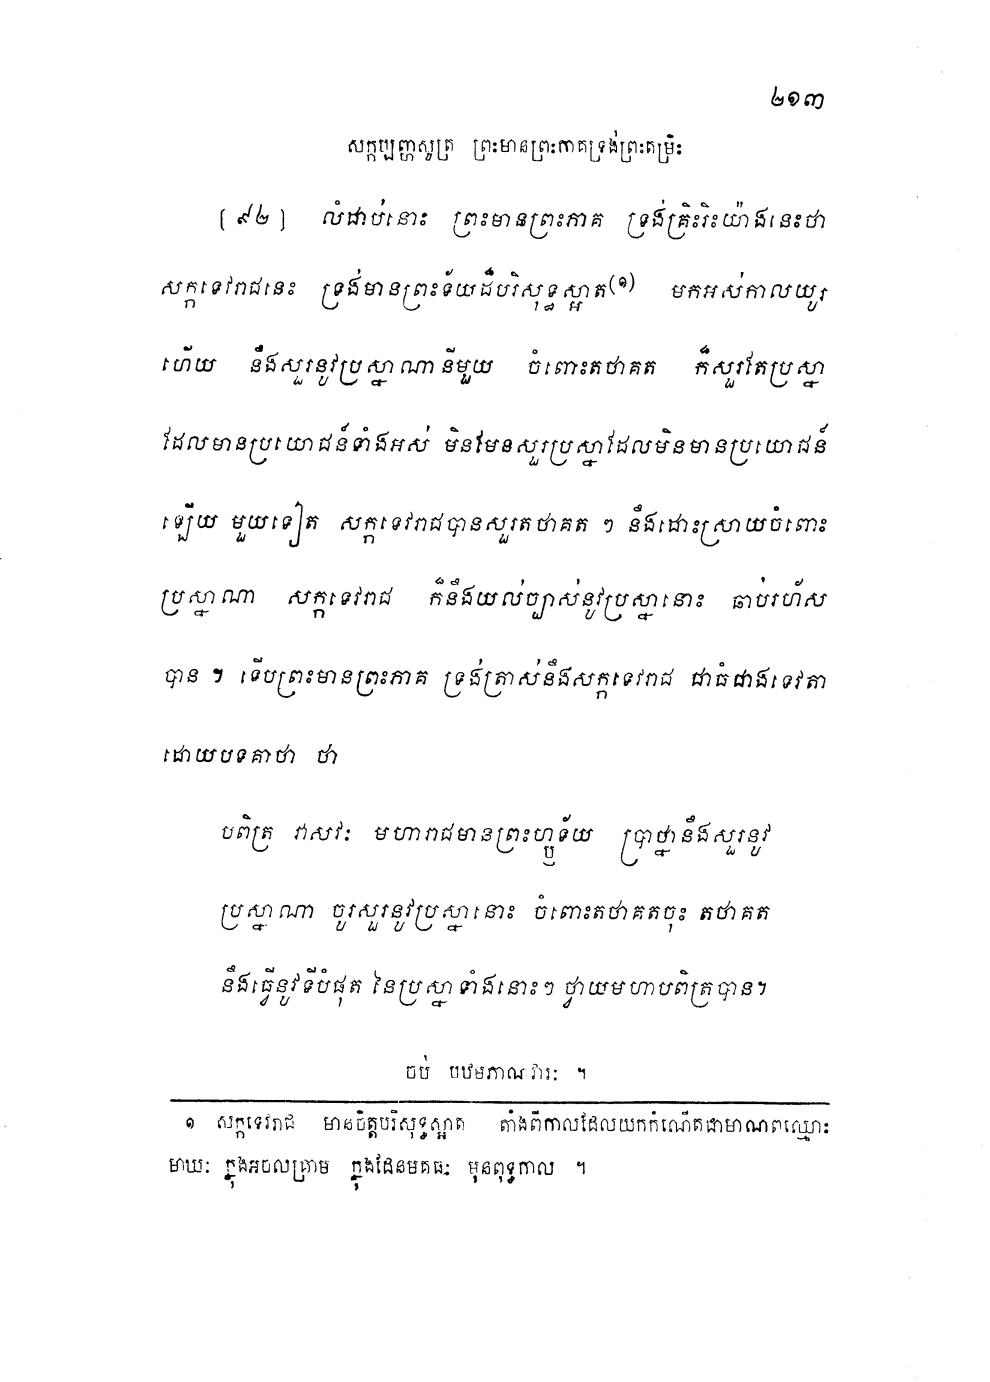 ២១៣
សក្កប្បញ្ហសូត្រ ព្រះមានព្រះភាគទ្រង់ព្រះតម្រិះ
[៩២] លំដាប់នោះ ព្រះមានព្រះភាគ ទ្រង់ត្រិះរិះយ៉ាងនេះថា
សក្កទេវរាជនេះ ទ្រង់មានព្រះទ័យដ៏បរិសុទ្ធស្អាត(១) មកអស់កាលយូរ
ហើយ នឹងសួរនូវប្រស្នាណានីមួយ ចំពោះតថាគត ក៏សួរតែប្រស្នា
ដែលមានប្រយោជន៍ទាំងអស់ មិនមែនសួរប្រស្នាដែលមិនមានប្រយោជន៍
ឡើយ មួយទៀត សក្កទេវរាជបានសួរតថាគត ៗ នឹងដោះស្រាយចំពោះ
ប្រស្នាណា សក្កទេវរាជ ក៏នឹងយល់ច្បាស់នូវប្រស្នានោះ ឆាប់រហ័ស
បាន ។ ទើបព្រះមានព្រះភាគ ទ្រង់ត្រាស់នឹងសក្កទេវរាជ ជាធំជាងទេវតា
ដោយបទគាថា ថា
បពិត្រ វាសវៈ មហារាជមានព្រះហ្ឫទ័យ ប្រាថ្នានឹងសួរនូវ
ប្រស្នាណា ចូរសួរនូវប្រស្នានោះ ចំពោះតថាគតចុះ តថាគត
នឹងធ្វើនូវទីបំផុត នៃប្រស្នាទាំងនោះៗ ថ្វាយមហាបពិត្របាន។
ចប់ បឋមភាណវារៈ ។
១ សក្កទេវរាជ មានចិត្តបរិសុទ្ធស្អាត តាំងពីកាលដែលយកកំណើតជាមាណពឈ្មោះ
មាឃៈ ក្នុងអចលគ្រាម ក្នុងដែនមគធៈ មុនពុទ្ធកាល ។